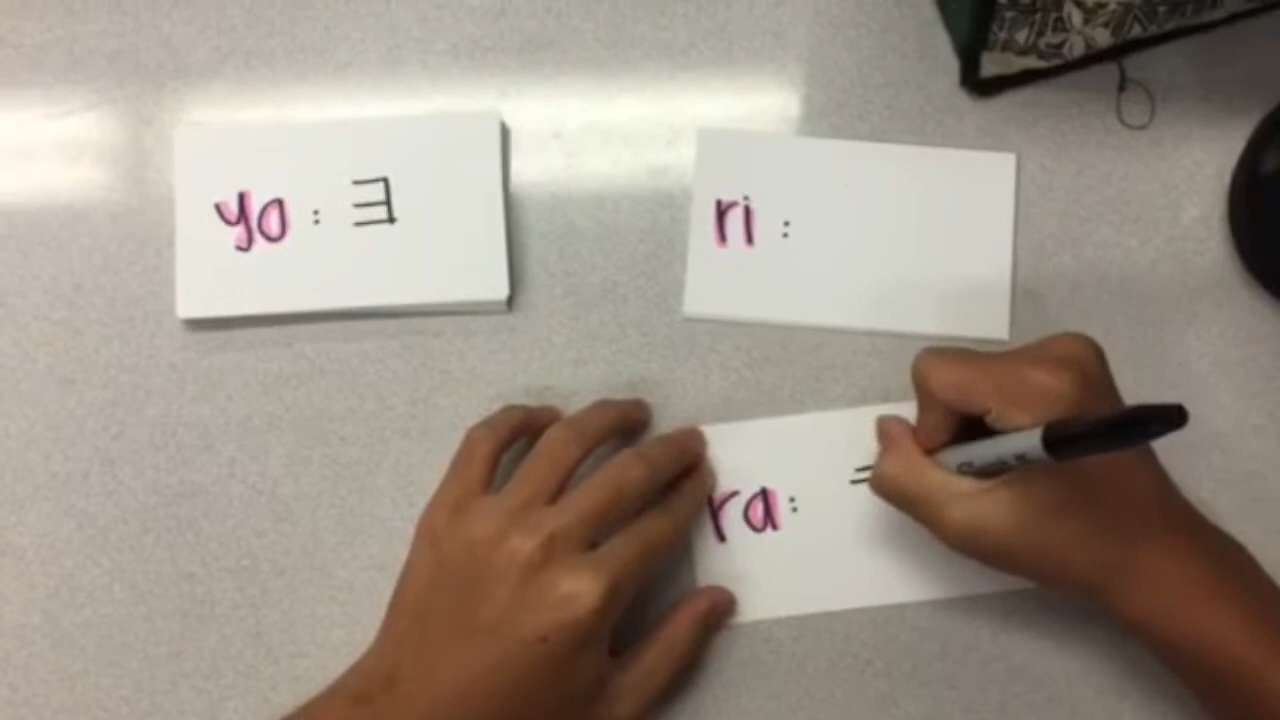 yo : ヨ
ri :
ra :